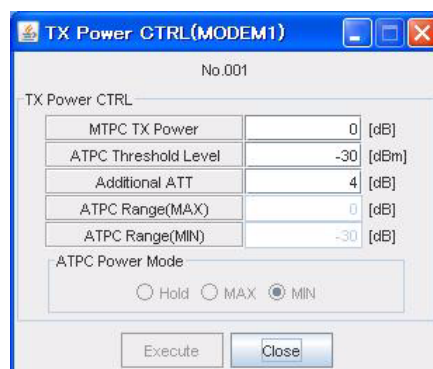 TX Power CTRL(MODEM1)
No.001
TX Power CTRL
MTPC TX Power 0 [dB]
ATPC Threshold Level -30 [dBm]
Additional ATT 4 [dB]
ATPC Range(MAX) 0 [dB]
ATPC Range(MIN) -30 [dB]
ATPC Power Mode
Hold MAX MIN
Execute Close